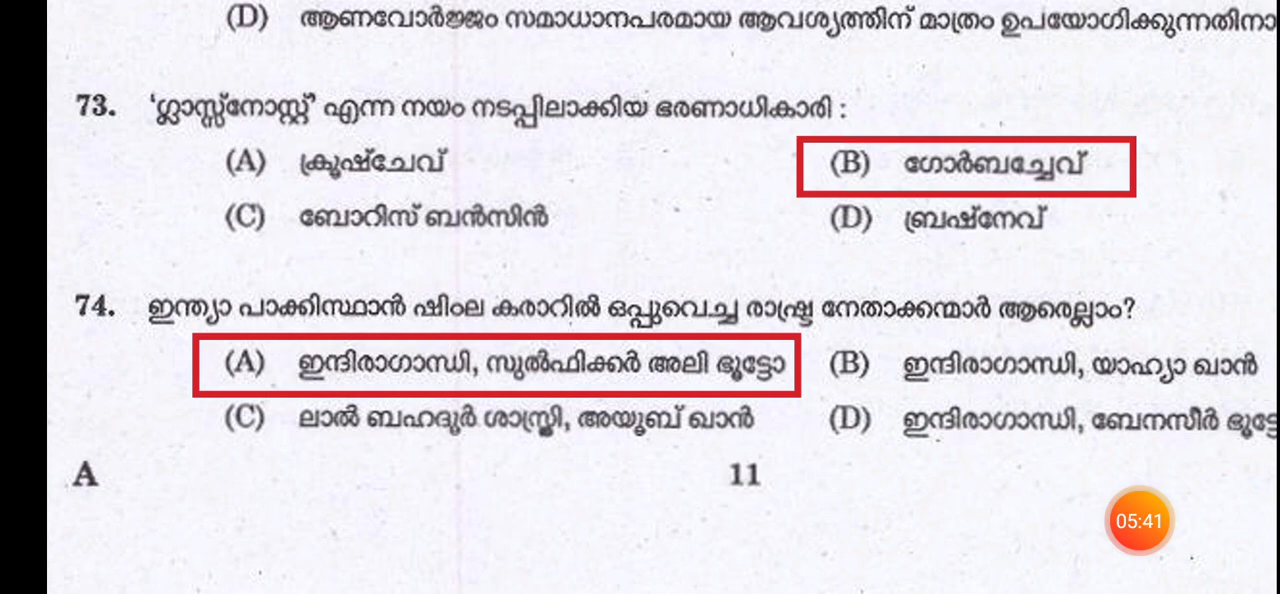 (D) ആണവോർജ്ജം സമാധാനപരമായ ആവശ്യത്തിന് മാത്രം ഉപയോഗിക്കുന്നതിനാ
73. ‘ഗ്ലാസ്സ്നോസ്റ്റ്’ എന്ന നയം നടപ്പിലാക്കിയ ഭരണാധികാരി :
(A) ക്രൂഷ്ചേവ് (B) ഗോർബച്ചേവ്
(C) ബോറിസ് ബൻസിൻ (D) ബ്രഷ്നേവ്
74. ഇന്ത്യാ പാക്കിസ്ഥാൻ ഷിംല കരാറിൽ ഒപ്പുവെച്ച രാഷ്ട്ര നേതാക്കന്മാർ ആരെല്ലാം?
(A) ഇന്ദിരാഗാന്ധി, സുൽഫിക്കർ അലി ഭൂട്ടോ (B) ഇന്ദിരാഗാന്ധി, യാഹ്യാ ഖാൻ
(C) ലാൽ ബഹദൂർ ശാസ്ത്രി, അയൂബ് ഖാൻ (D) ഇന്ദിരാഗാന്ധി, ബേനസീർ ഭൂട്ടോ
A 11
05:41